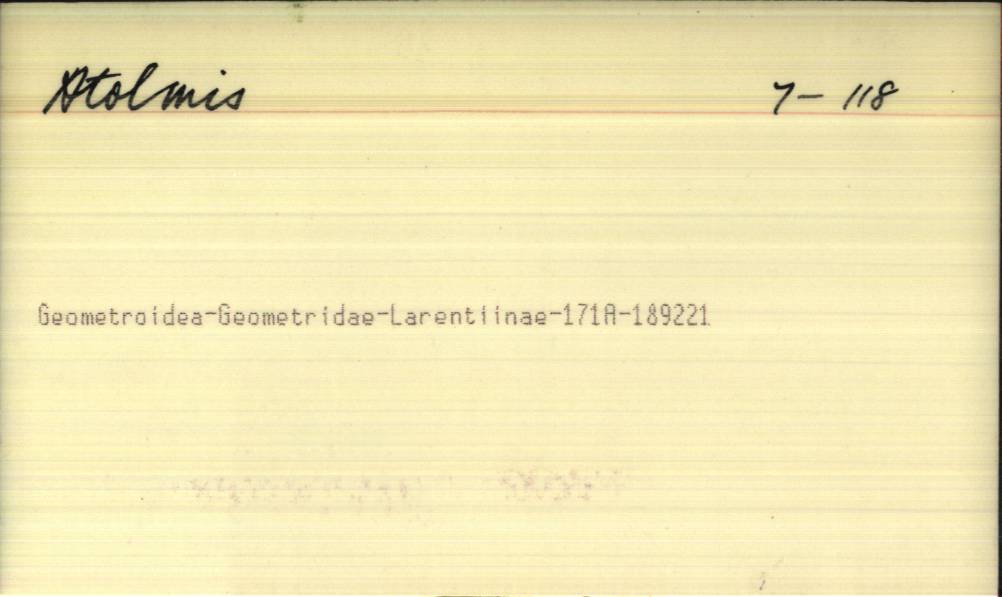 Atolmis 7- 118
Geometroidea-Geometridae-Larentiinae-171A-189221